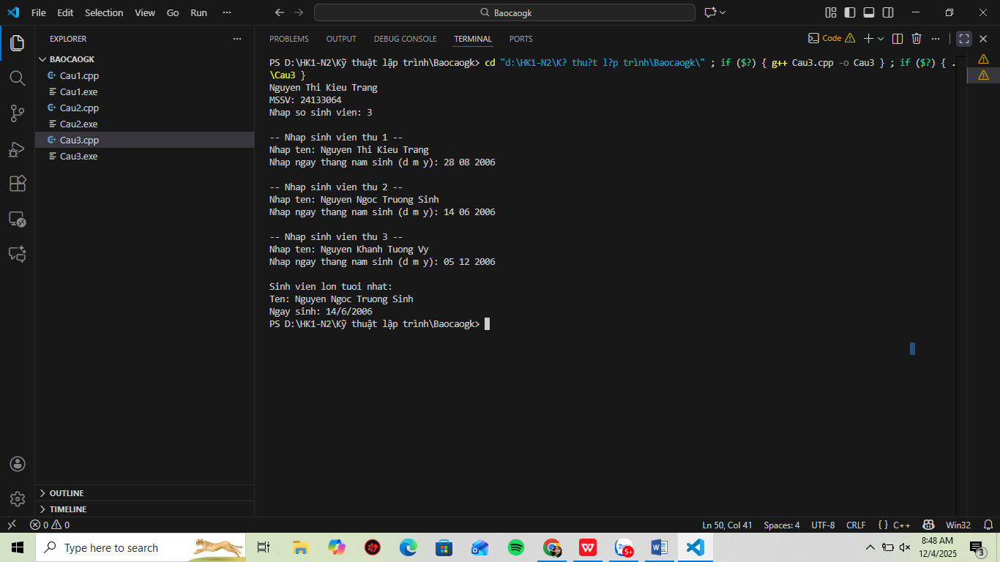 File Edit Selection View Go Run ···
Baocaogk
EXPLORER
BAOCAOGK
Cau1.cpp
Cau1.exe
Cau2.cpp
Cau2.exe
Cau3.cpp
Cau3.exe
OUTLINE
TIMELINE
PROBLEMS OUTPUT DEBUG CONSOLE TERMINAL PORTS
Code
PS D:\HK1-N2\Kỹ thuật lập trình\Baocaogk> cd "d:\HK1-N2\K? thu?t l?p trình\Baocaogk\" ; if ($?) { g++ Cau3.cpp -o Cau3 } ; if ($?) { .
\Cau3 }
Nguyen Thi Kieu Trang
MSSV: 24133064
Nhap so sinh vien: 3
-- Nhap sinh vien thu 1 --
Nhap ten: Nguyen Thi Kieu Trang
Nhap ngay thang nam sinh (d m y): 28 08 2006
-- Nhap sinh vien thu 2 --
Nhap ten: Nguyen Ngoc Truong Sinh
Nhap ngay thang nam sinh (d m y): 14 06 2006
-- Nhap sinh vien thu 3 --
Nhap ten: Nguyen Khanh Tuong Vy
Nhap ngay thang nam sinh (d m y): 05 12 2006
Sinh vien lon tuoi nhat:
Ten: Nguyen Ngoc Truong Sinh
Ngay sinh: 14/6/2006
PS D:\HK1-N2\Kỹ thuật lập trình\Baocaogk>
0 0
Ln 50, Col 41 Spaces: 4 UTF-8 CRLF { } C++ Win32
Type here to search
W
Zalo
5+
W
8:48 AM
12/4/2025
3